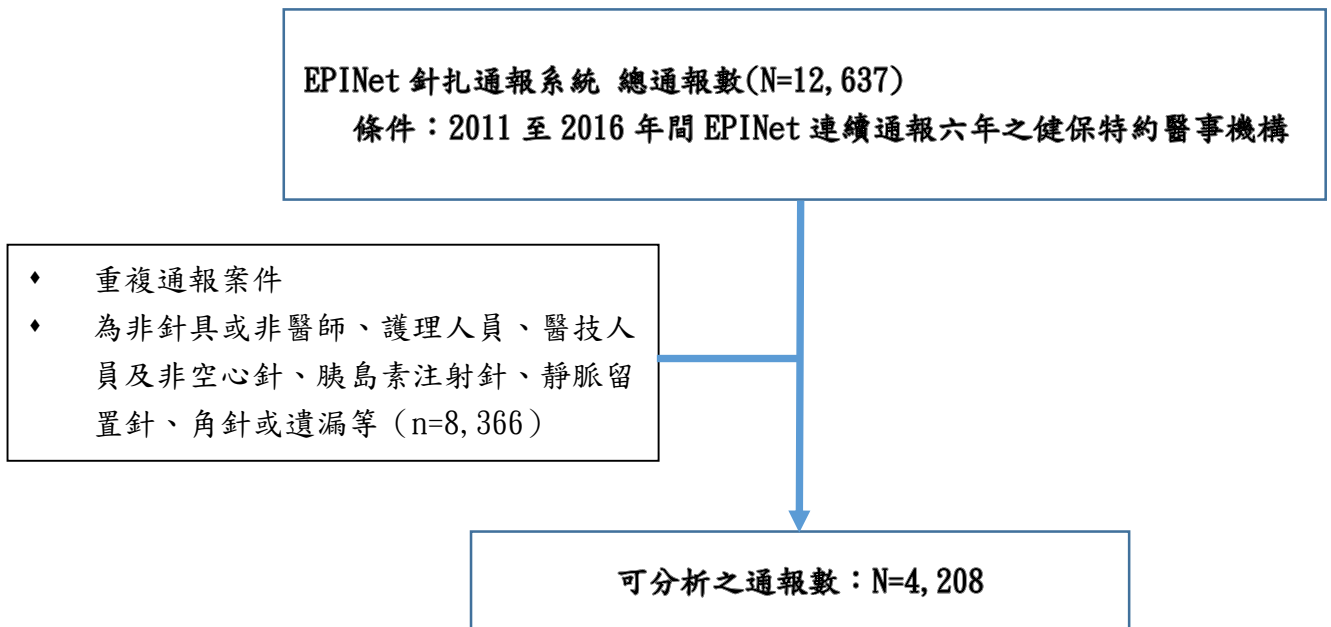 EPINet 針扎通報系統 總通報數(N=12,637)
條件：2011 至 2016 年間 EPINet 連續通報六年之健保特約醫事機構
♦ 重複通報案件
♦ 為非針具或非醫師、護理人員、醫技人
員及非空心針、胰島素注射針、靜脈留
置針、角針或遺漏等（n=8,366）
可分析之通報數：N=4,208